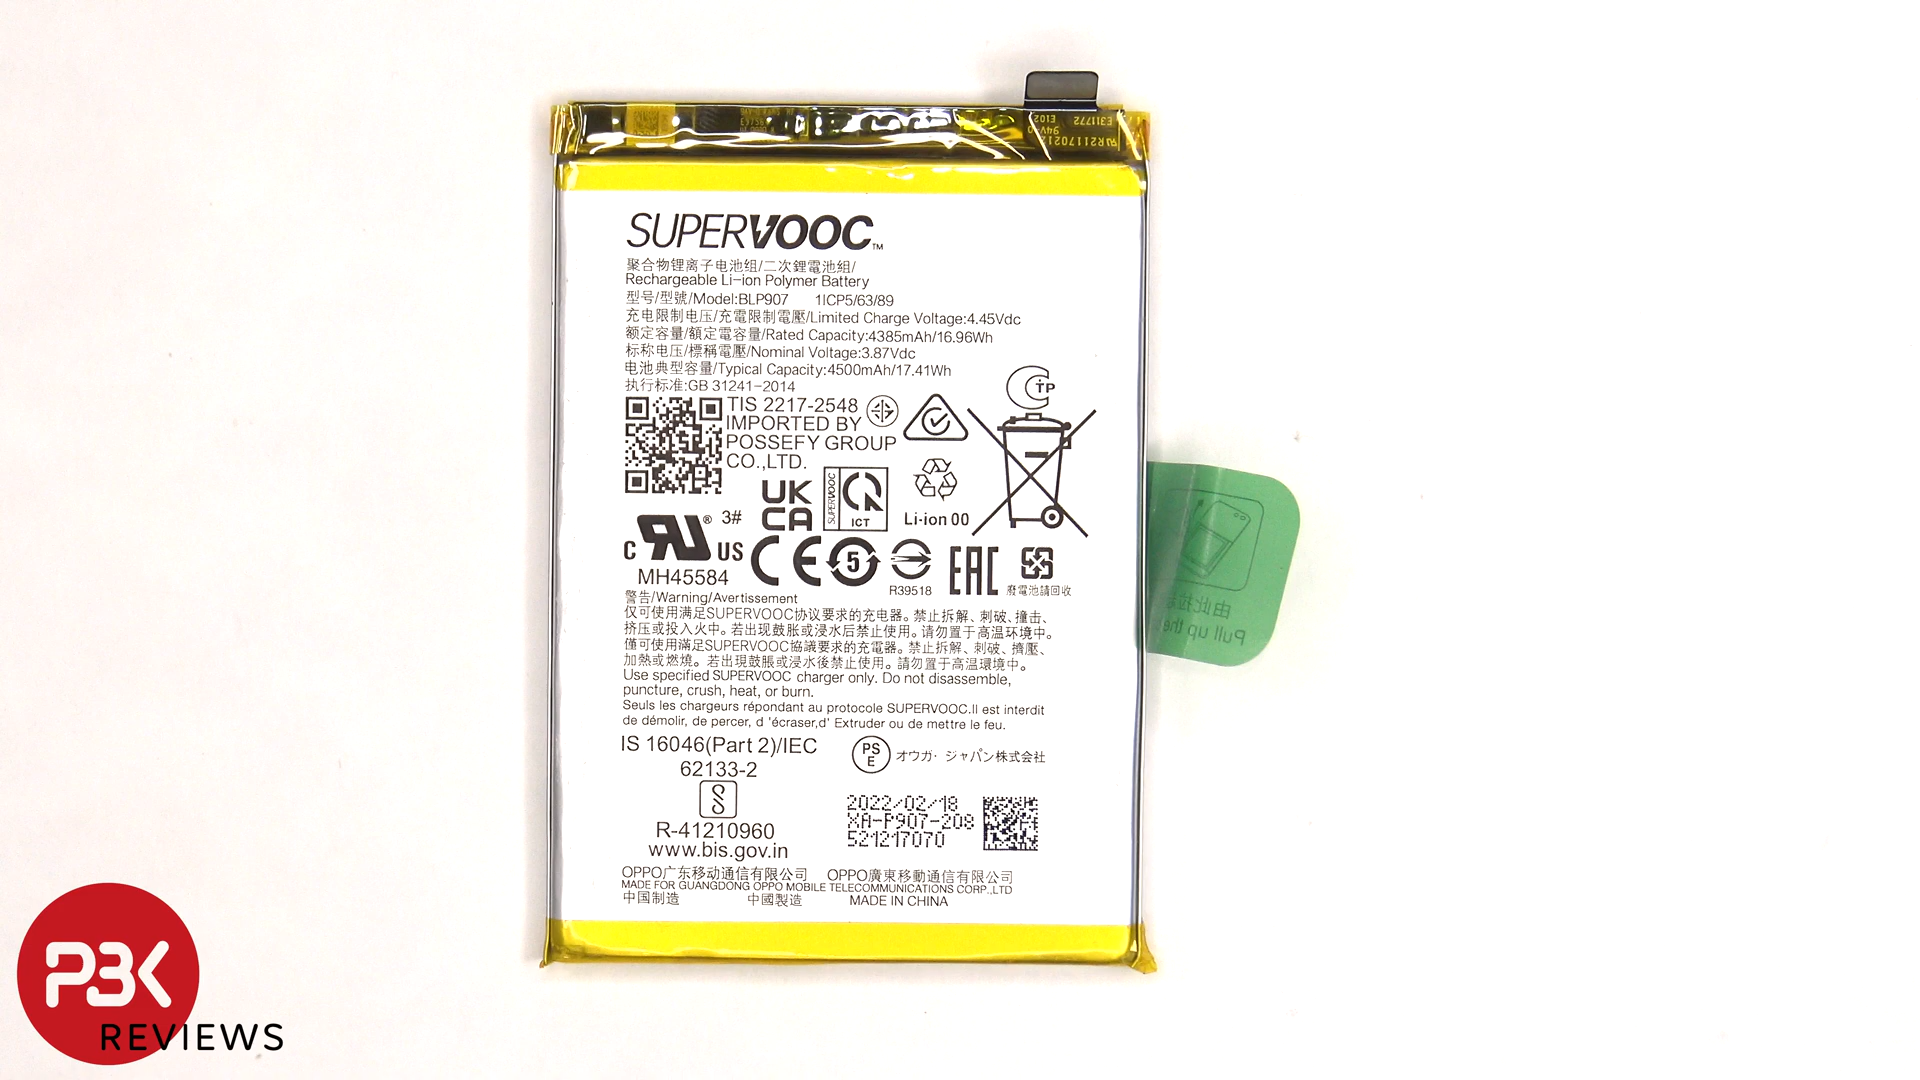 E311772
E102
94V-0
SUPERVOOC™
聚合物锂离子电池组/二次鋰電池組/
Rechargeable Li-ion Polymer Battery
型号/型號/Model:BLP907 1ICP5/63/89
充电限制电压/充電限制電壓/Limited Charge Voltage:4.45Vdc
额定容量/額定電容量/Rated Capacity:4385mAh/16.96Wh
标称电压/標稱電壓/Nominal Voltage:3.87Vdc
电池典型容量/Typical Capacity:4500mAh/17.41Wh
执行标准:GB 31241-2014
TIS 2217-2548
IMPORTED BY
POSSEFY GROUP
CO.,LTD.
TP
UK
CA
SUPERVOOC
ICT
Li-ion 00
C RU® US 3#
MH45584
CE
5
R39518
EAC
廢電池請回收
警告/Warning/Avertissement
仅可使用满足SUPERVOOC协议要求的充电器。禁止拆解、刺破、撞击、
挤压或投入火中。若出现鼓胀或浸水后禁止使用。请勿置于高温环境中。
僅可使用滿足SUPERVOOC協議要求的充電器。禁止拆解、刺破、擠壓、
加熱或燃燒。若出現鼓脹或浸水後禁止使用。請勿置于高溫環境中。
Use specified SUPERVOOC charger only. Do not disassemble,
puncture, crush, heat, or burn.
Seuls les chargeurs répondant au protocole SUPERVOOC.Il est interdit
de démolir, de percer, d 'écraser,d' Extruder ou de mettre le feu.
IS 16046(Part 2)/IEC
62133-2
R-41210960
www.bis.gov.in
PS
E
オウガ・ジャパン株式会社
2022/02/18
XA-P907-208
521217070
OPPO广东移动通信有限公司 OPPO廣東移動通信有限公司
MADE FOR GUANGDONG OPPO MOBILE TELECOMMUNICATIONS CORP.,LTD
中国制造 中國製造 MADE IN CHINA
由此拉
Pull up the
P3K
REVIEWS